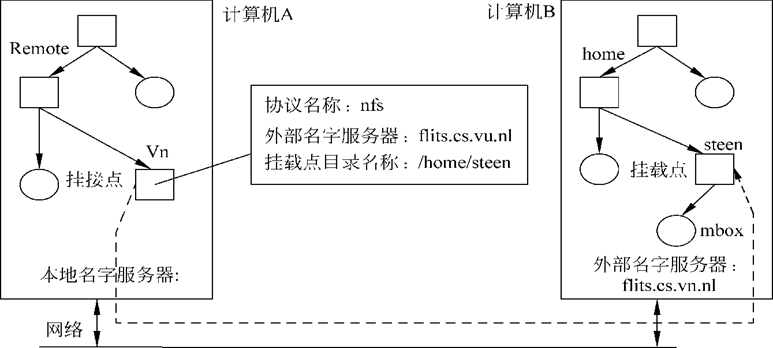 计算机A
计算机B
Remote
home
协议名称：nfs
外部名字服务器：flits.cs.vu.nl
挂载点目录名称：/home/steen
Vn
steen
挂接点
挂载点
mbox
本地名字服务器:
外部名字服务器：
flits.cs.vn.nl
网络